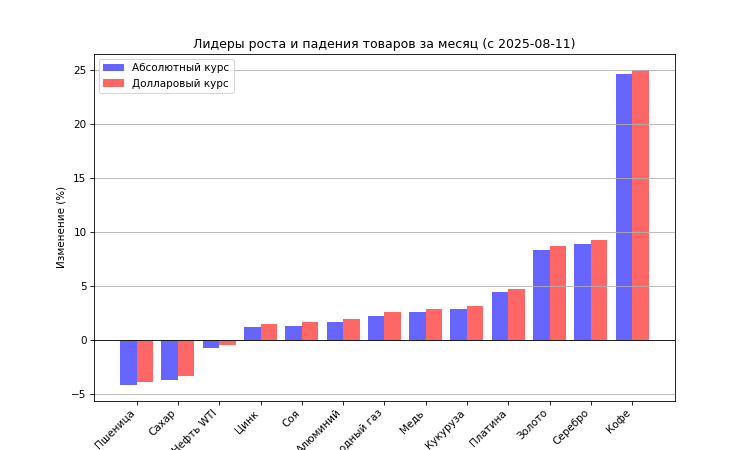 Лидеры роста и падения товаров за месяц (с 2025-08-11)
Абсолютный курс
Долларовый курс
Изменение (%)
25
20
15
10
5
0
−5
Пшеница
Сахар
Нефть WTI
Цинк
Соя
Алюминий
газ
Медь
Кукуруза
Платина
Золото
Серебро
Кофе